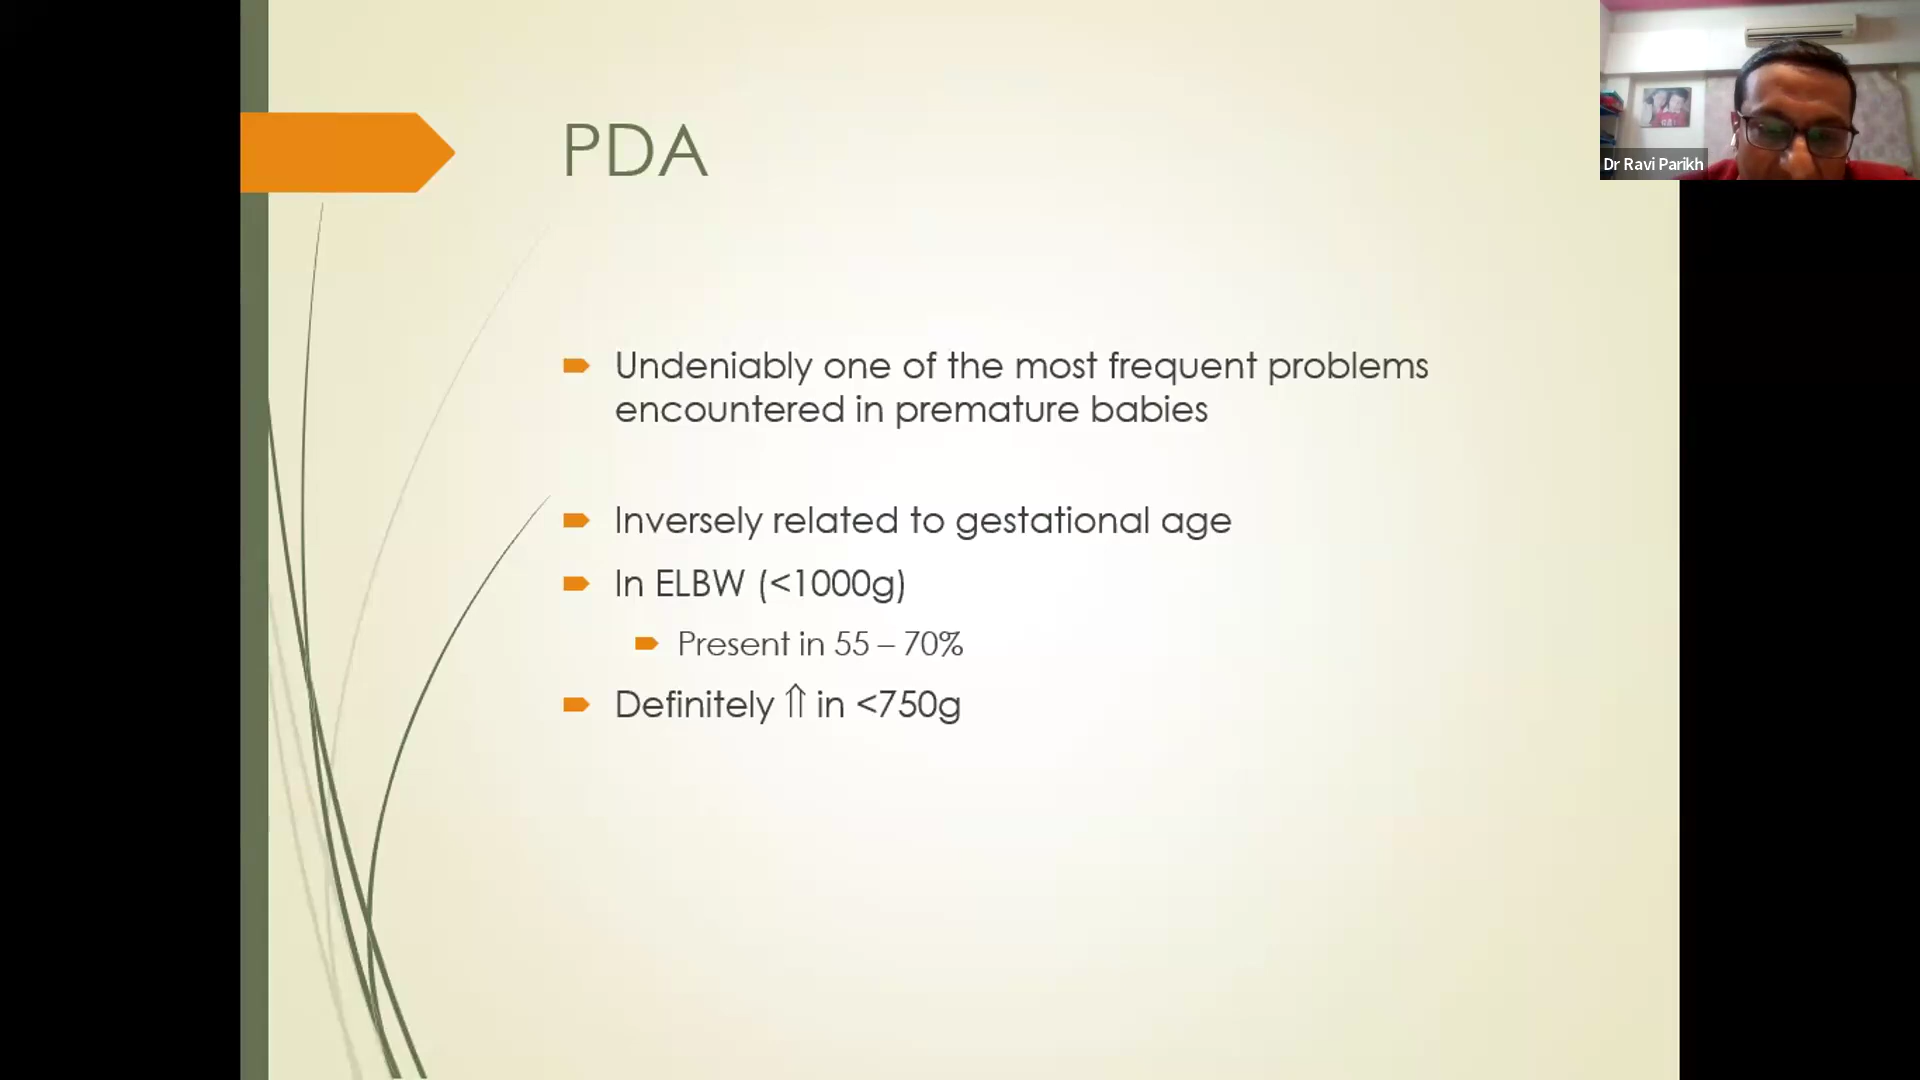 PDA
Undeniably one of the most frequent problems
encountered in premature babies
Inversely related to gestational age
In ELBW (<1000g)
Present in 55 – 70%
Definitely ⇑ in <750g
Dr Ravi Parikh